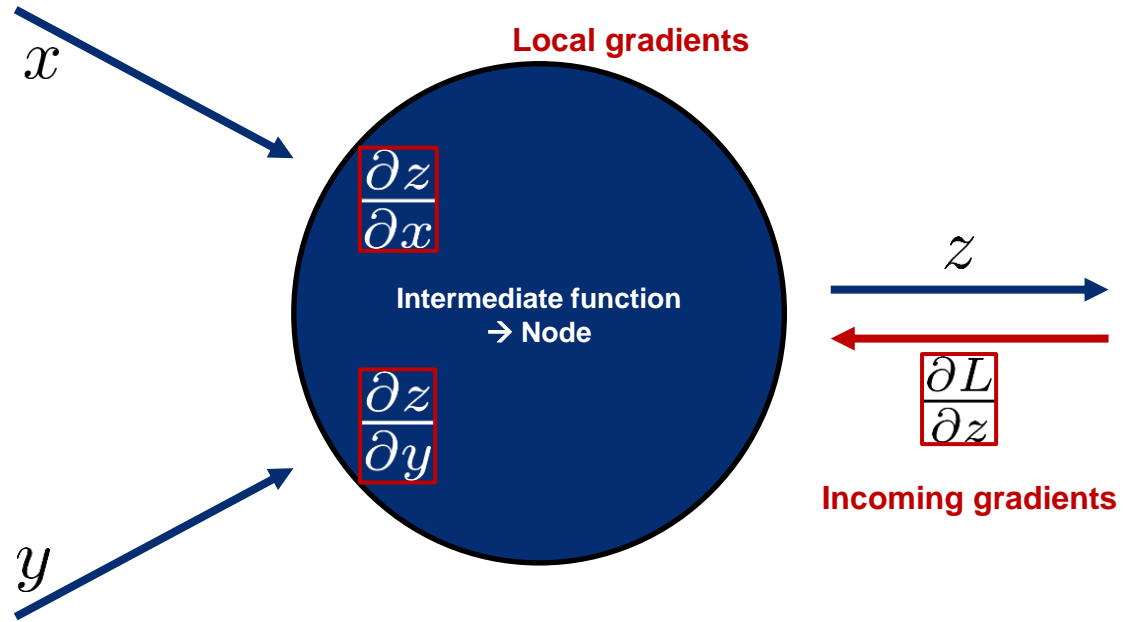 Local gradients
x
∂z
∂x
Intermediate function
→ Node
z
∂z
∂y
∂L
∂z
Incoming gradients
y